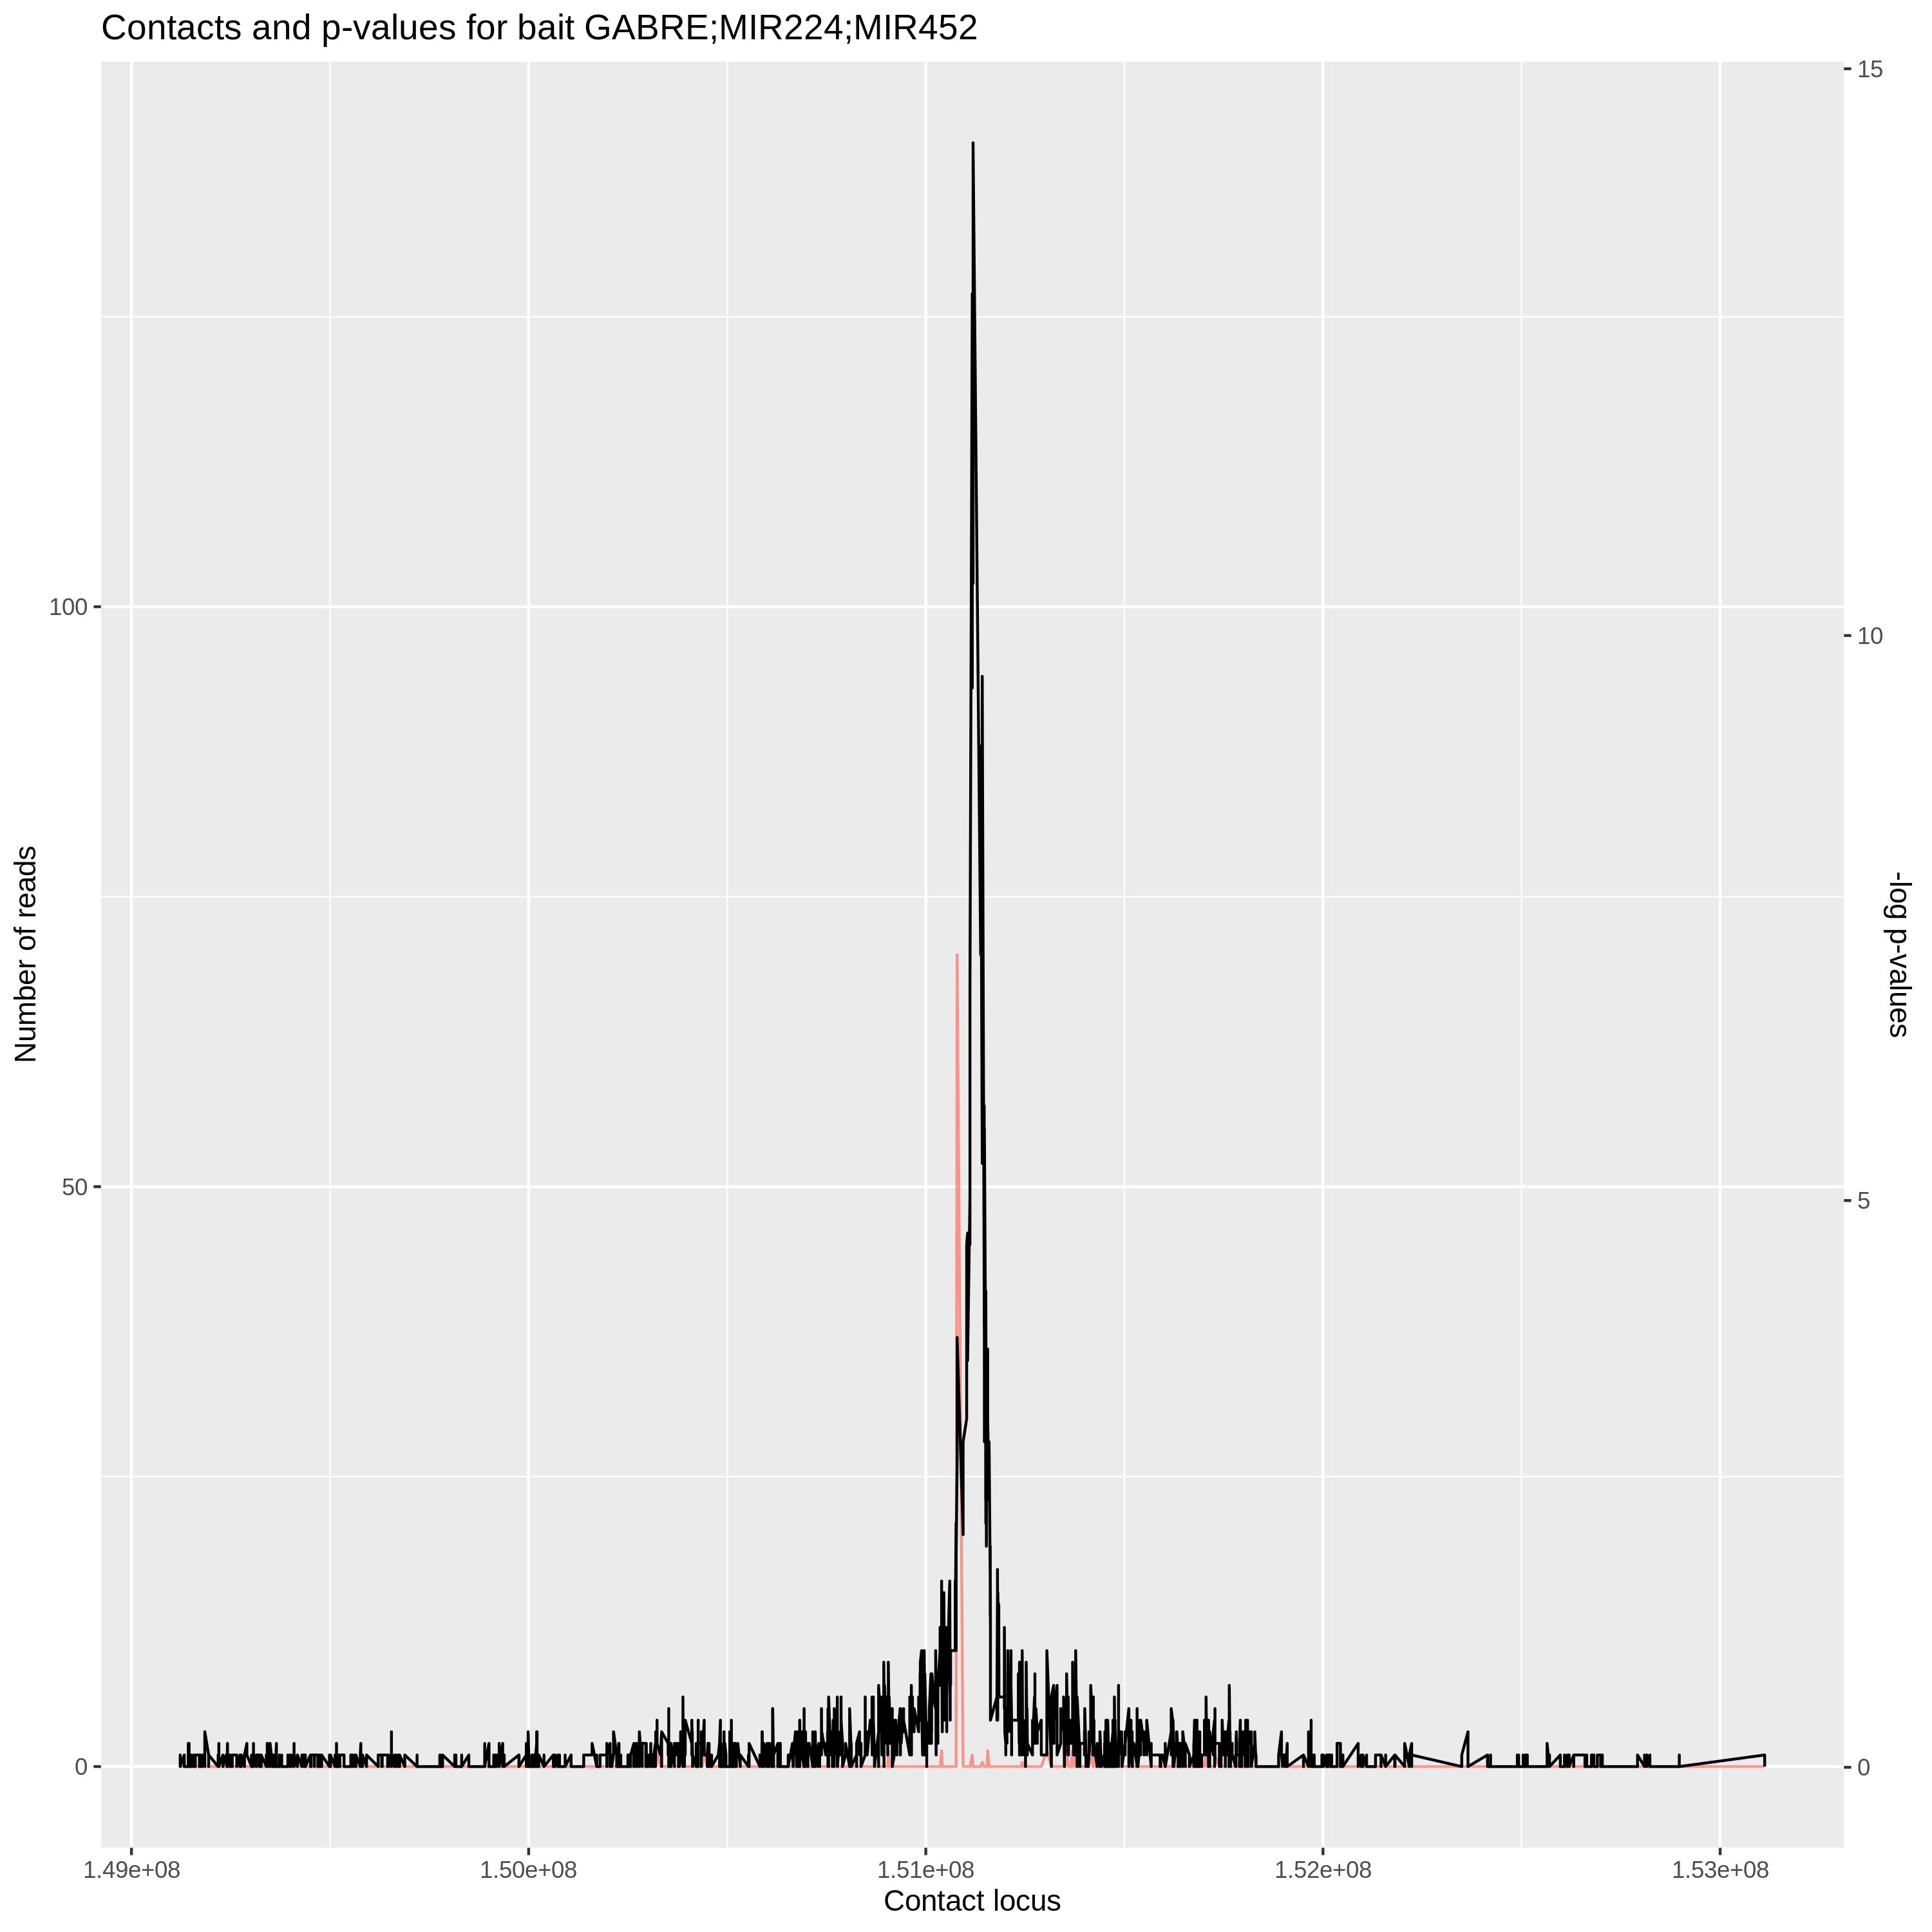 Contacts and p-values for bait GABRE;MIR224;MIR452
15
100
10
Number of reads
-log p-values
50
5
0
0
1.49e+08
1.50e+08
1.51e+08
1.52e+08
1.53e+08
Contact locus